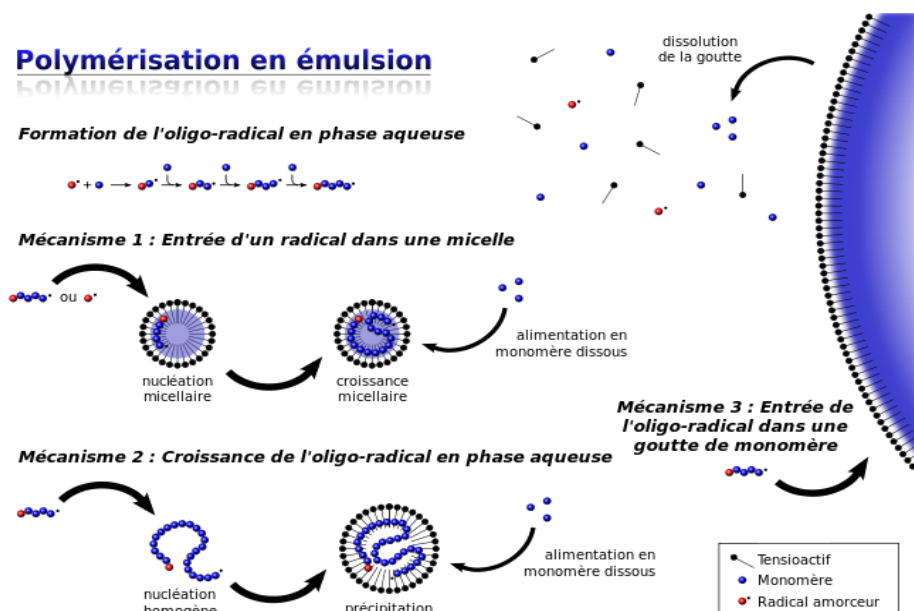 Polymérisation en émulsion
dissolution
de la goutte
Formation de l'oligo-radical en phase aqueuse
+
Mécanisme 1 : Entrée d'un radical dans une micelle
ou
alimentation en
monomère dissous
nucléation
micellaire
croissance
micellaire
Mécanisme 3 : Entrée de
l'oligo-radical dans une
goutte de monomère
Mécanisme 2 : Croissance de l'oligo-radical en phase aqueuse
alimentation en
monomère dissous
nucléation
homogène
précipitation
Tensioactif
Monomère
Radical amorceur